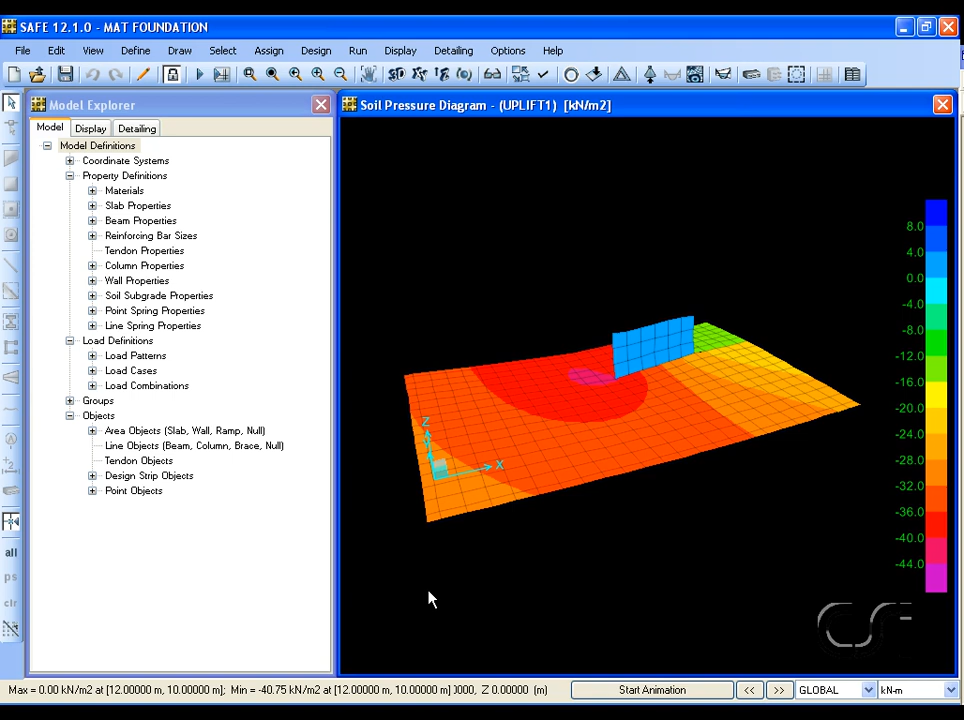 SAFE 12.1.0 - MAT FOUNDATION
File Edit View Define Draw Select Assign Design Run Display Detailing Options Help
Model Explorer
Model Display Detailing
Model Definitions
Coordinate Systems
Property Definitions
Materials
Slab Properties
Beam Properties
Reinforcing Bar Sizes
Tendon Properties
Column Properties
Wall Properties
Soil Subgrade Properties
Point Spring Properties
Line Spring Properties
Load Definitions
Load Patterns
Load Cases
Load Combinations
Groups
Objects
Area Objects (Slab, Wall, Ramp, Null)
Line Objects (Beam, Column, Brace, Null)
Tendon Objects
Design Strip Objects
Point Objects
all
ps
clr
Soil Pressure Diagram - (UPLIFT1) [kN/m2]
Z
X
8.0
4.0
0.0
-4.0
-8.0
-12.0
-16.0
-20.0
-24.0
-28.0
-32.0
-36.0
-40.0
-44.0
Max = 0.00 kN/m2 at [12.00000 m, 10.00000 m]; Min = -40.75 kN/m2 at [12.00000 m, 10.00000 m] 0000, Z 0.00000 (m)
Start Animation << >> GLOBAL kN-m